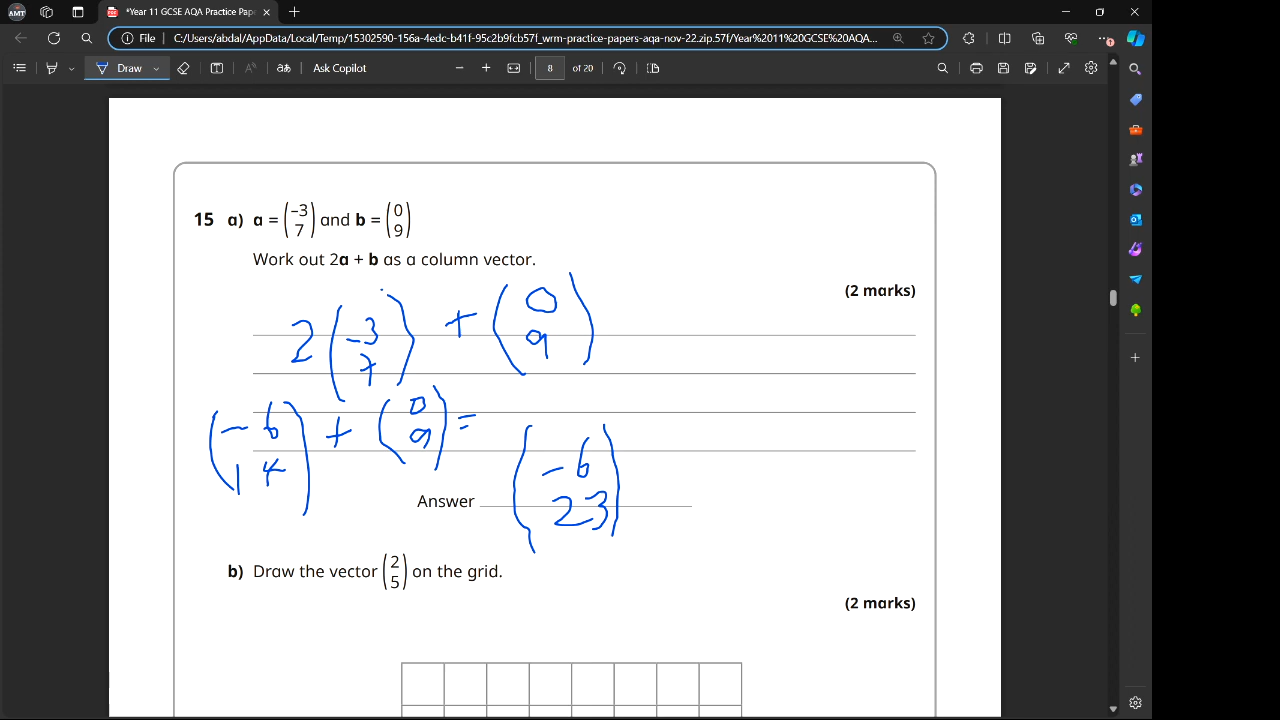 AMT
*Year 11 GCSE AQA Practice Pape
File
C:/Users/abdal/AppData/Local/Temp/15302590-156a-4edc-b41f-95c2b9fcb57f_wrm-practice-papers-aqa-nov-22.zip.57f/Year%2011%20GCSE%20AQA...
Draw
Ask Copilot
8 of 20
15 a) a = (-3 7) and b = (0 9)
Work out 2a + b as a column vector.
(2 marks)
2 (-3 7) + (0 9)
(-6 14) + (0 9) =
(-6 23)
Answer
b) Draw the vector (2 5) on the grid.
(2 marks)